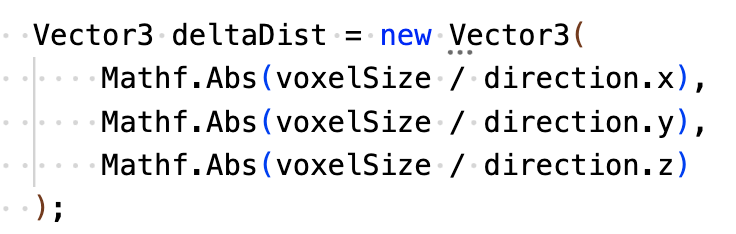 Vector3 deltaDist = new Vector3(
Mathf.Abs(voxelSize / direction.x),
Mathf.Abs(voxelSize / direction.y),
Mathf.Abs(voxelSize / direction.z)
);